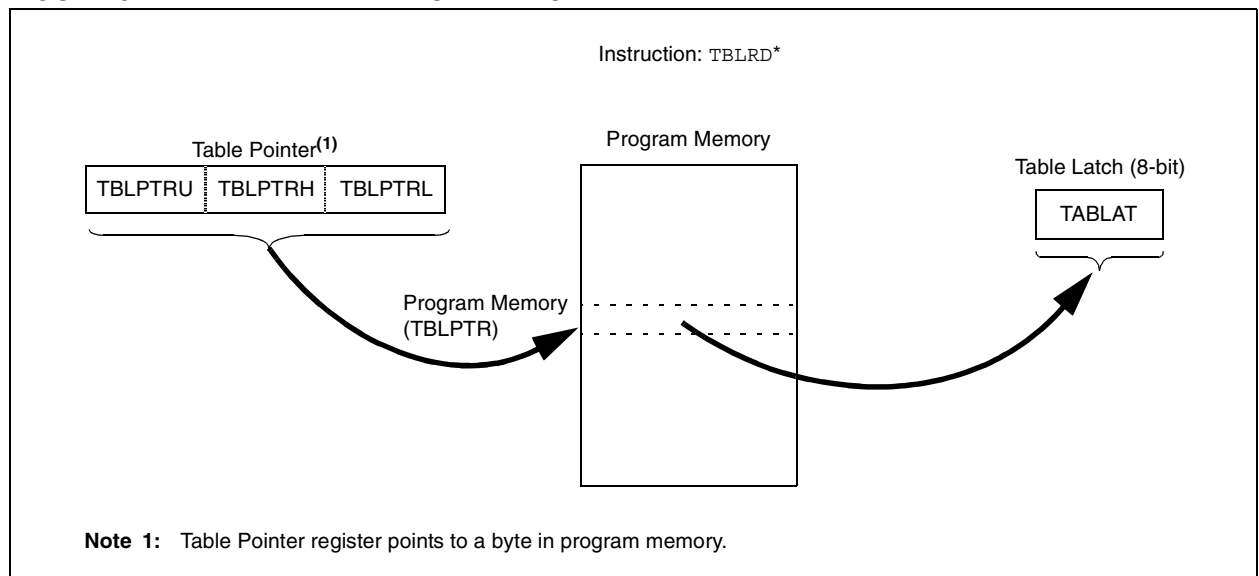 Instruction: TBLRD*
Table Pointer(1)
TBLPTRU TBLPTRH TBLPTRL
Program Memory
Table Latch (8-bit)
TABLAT
Program Memory
(TBLPTR)
Note 1: Table Pointer register points to a byte in program memory.